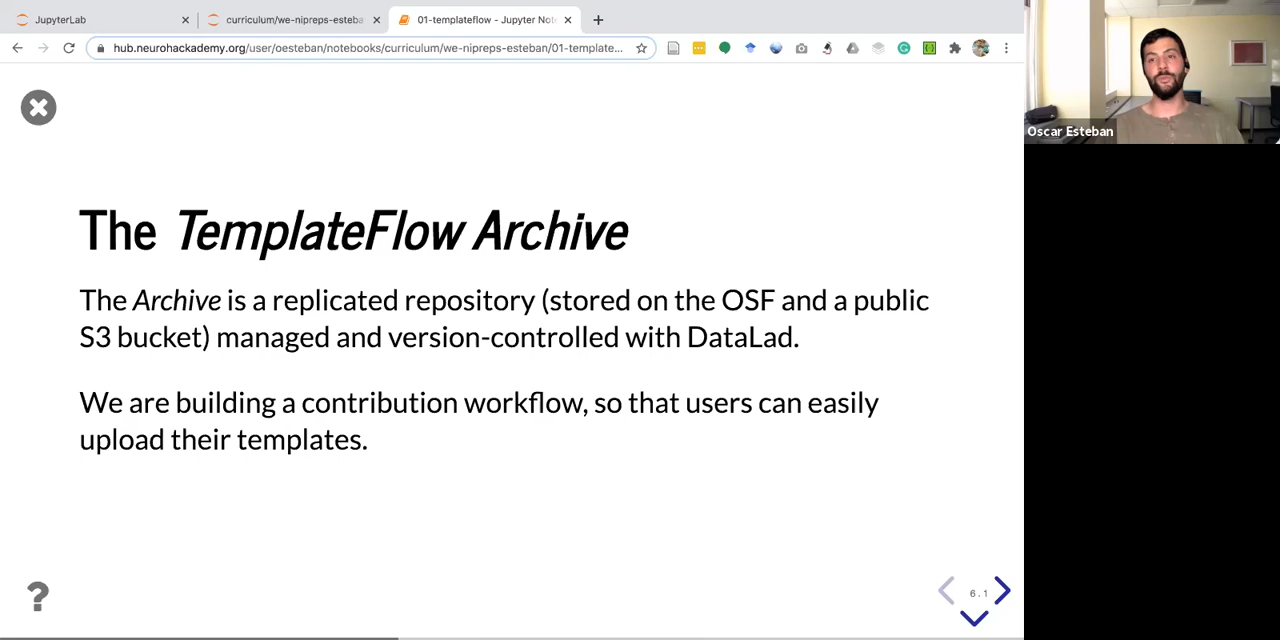 JupyterLab
curriculum/we-nipreps-esteba
01-templateflow - Jupyter Not
hub.neurohackademy.org/user/oesteban/notebooks/curriculum/we-nipreps-esteban/01-template...
Oscar Esteban
The TemplateFlow Archive
The Archive is a replicated repository (stored on the OSF and a public
S3 bucket) managed and version-controlled with DataLad.
We are building a contribution workflow, so that users can easily
upload their templates.
?
6.1